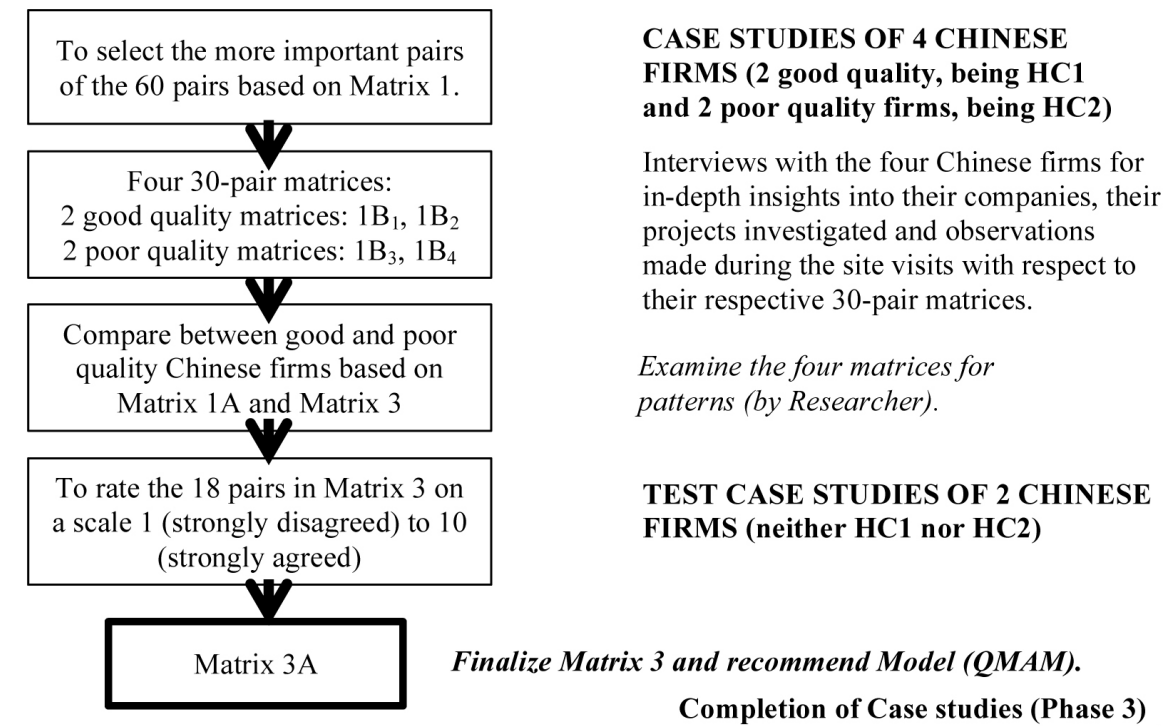 To select the more important pairs
of the 60 pairs based on Matrix 1.
CASE STUDIES OF 4 CHINESE
FIRMS (2 good quality, being HC1
and 2 poor quality firms, being HC2)
Four 30-pair matrices:
2 good quality matrices: 1B₁, 1B₂
2 poor quality matrices: 1B₃, 1B₄
Interviews with the four Chinese firms for
in-depth insights into their companies, their
projects investigated and observations
made during the site visits with respect to
their respective 30-pair matrices.
Compare between good and poor
quality Chinese firms based on
Matrix 1A and Matrix 3
Examine the four matrices for
patterns (by Researcher).
To rate the 18 pairs in Matrix 3 on
a scale 1 (strongly disagreed) to 10
(strongly agreed)
TEST CASE STUDIES OF 2 CHINESE
FIRMS (neither HC1 nor HC2)
Matrix 3A
Finalize Matrix 3 and recommend Model (QMAM).
Completion of Case studies (Phase 3)